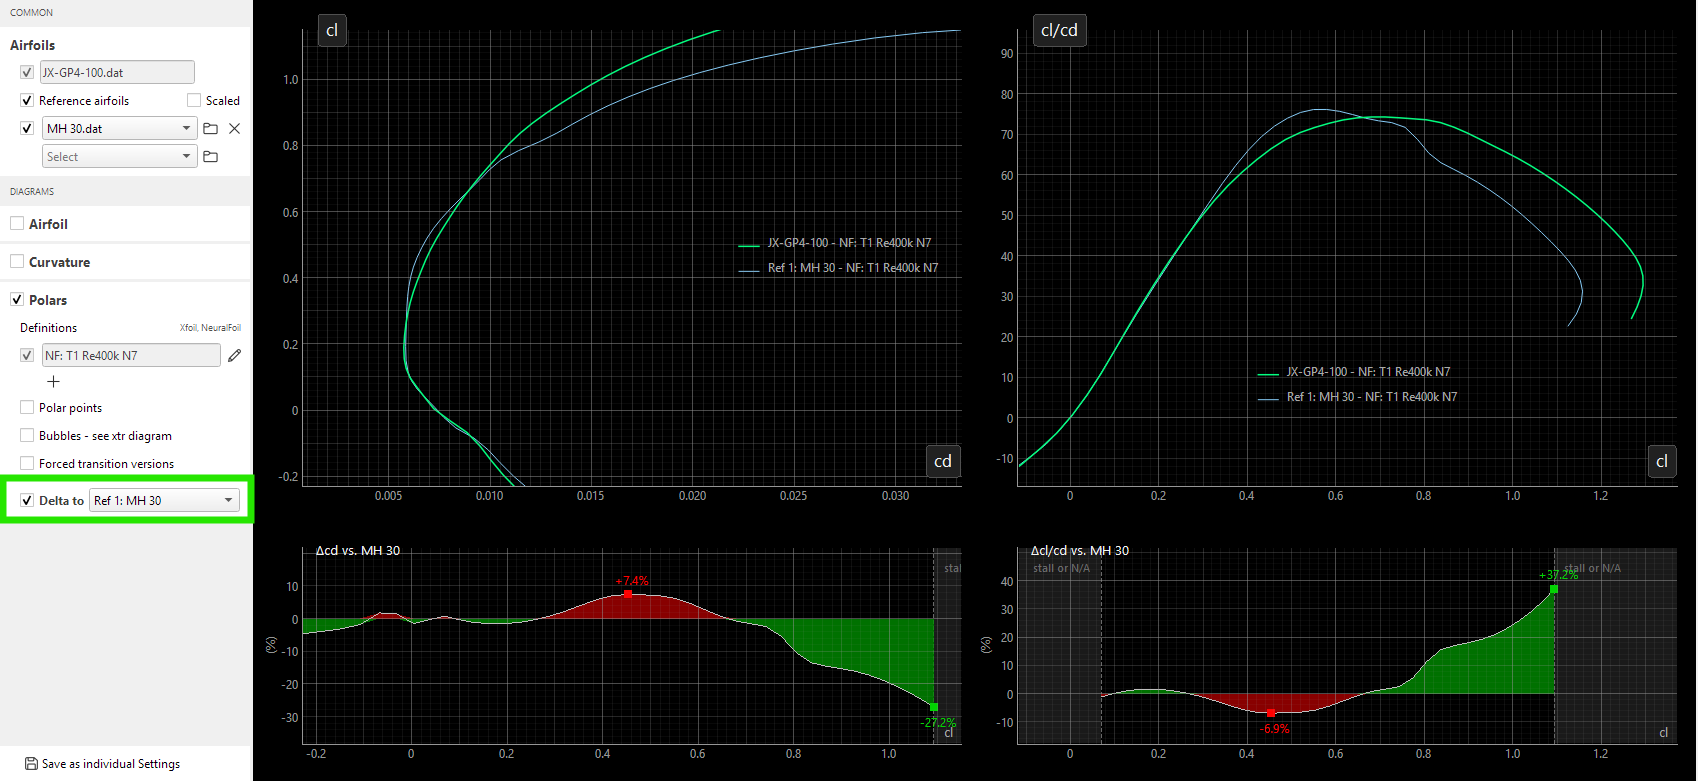 COMMON
Airfoils
JX-GP4-100.dat
Reference airfoils
Scaled
MH 30.dat
Select
DIAGRAMS
Airfoil
Curvature
Polars
Definitions
Xfoil, NeuralFoil
NF: T1 Re400k N7
Polar points
Bubbles - see xtr diagram
Forced transition versions
Delta to
Ref 1: MH 30
Save as individual Settings
cl
1.0
0.8
0.6
0.4
0.2
0
-0.2
JX-GP4-100 - NF: T1 Re400k N7
Ref 1: MH 30 - NF: T1 Re400k N7
cd
0.005
0.010
0.015
0.020
0.025
0.030
cl/cd
90
80
70
60
50
40
30
20
10
0
-10
JX-GP4-100 - NF: T1 Re400k N7
Ref 1: MH 30 - NF: T1 Re400k N7
cl
0
0.2
0.4
0.6
0.8
1.0
1.2
Δcd vs. MH 30
stall
+7.4%
10
0
-10
-20
-30
(%)
-27.2%
cl
-0.2
0
0.2
0.4
0.6
0.8
1.0
Δcl/cd vs. MH 30
stall or N/A
stall or N/A
+37.2%
40
30
20
10
0
-10
(%)
-6.9%
cl
0
0.2
0.4
0.6
0.8
1.0
1.2